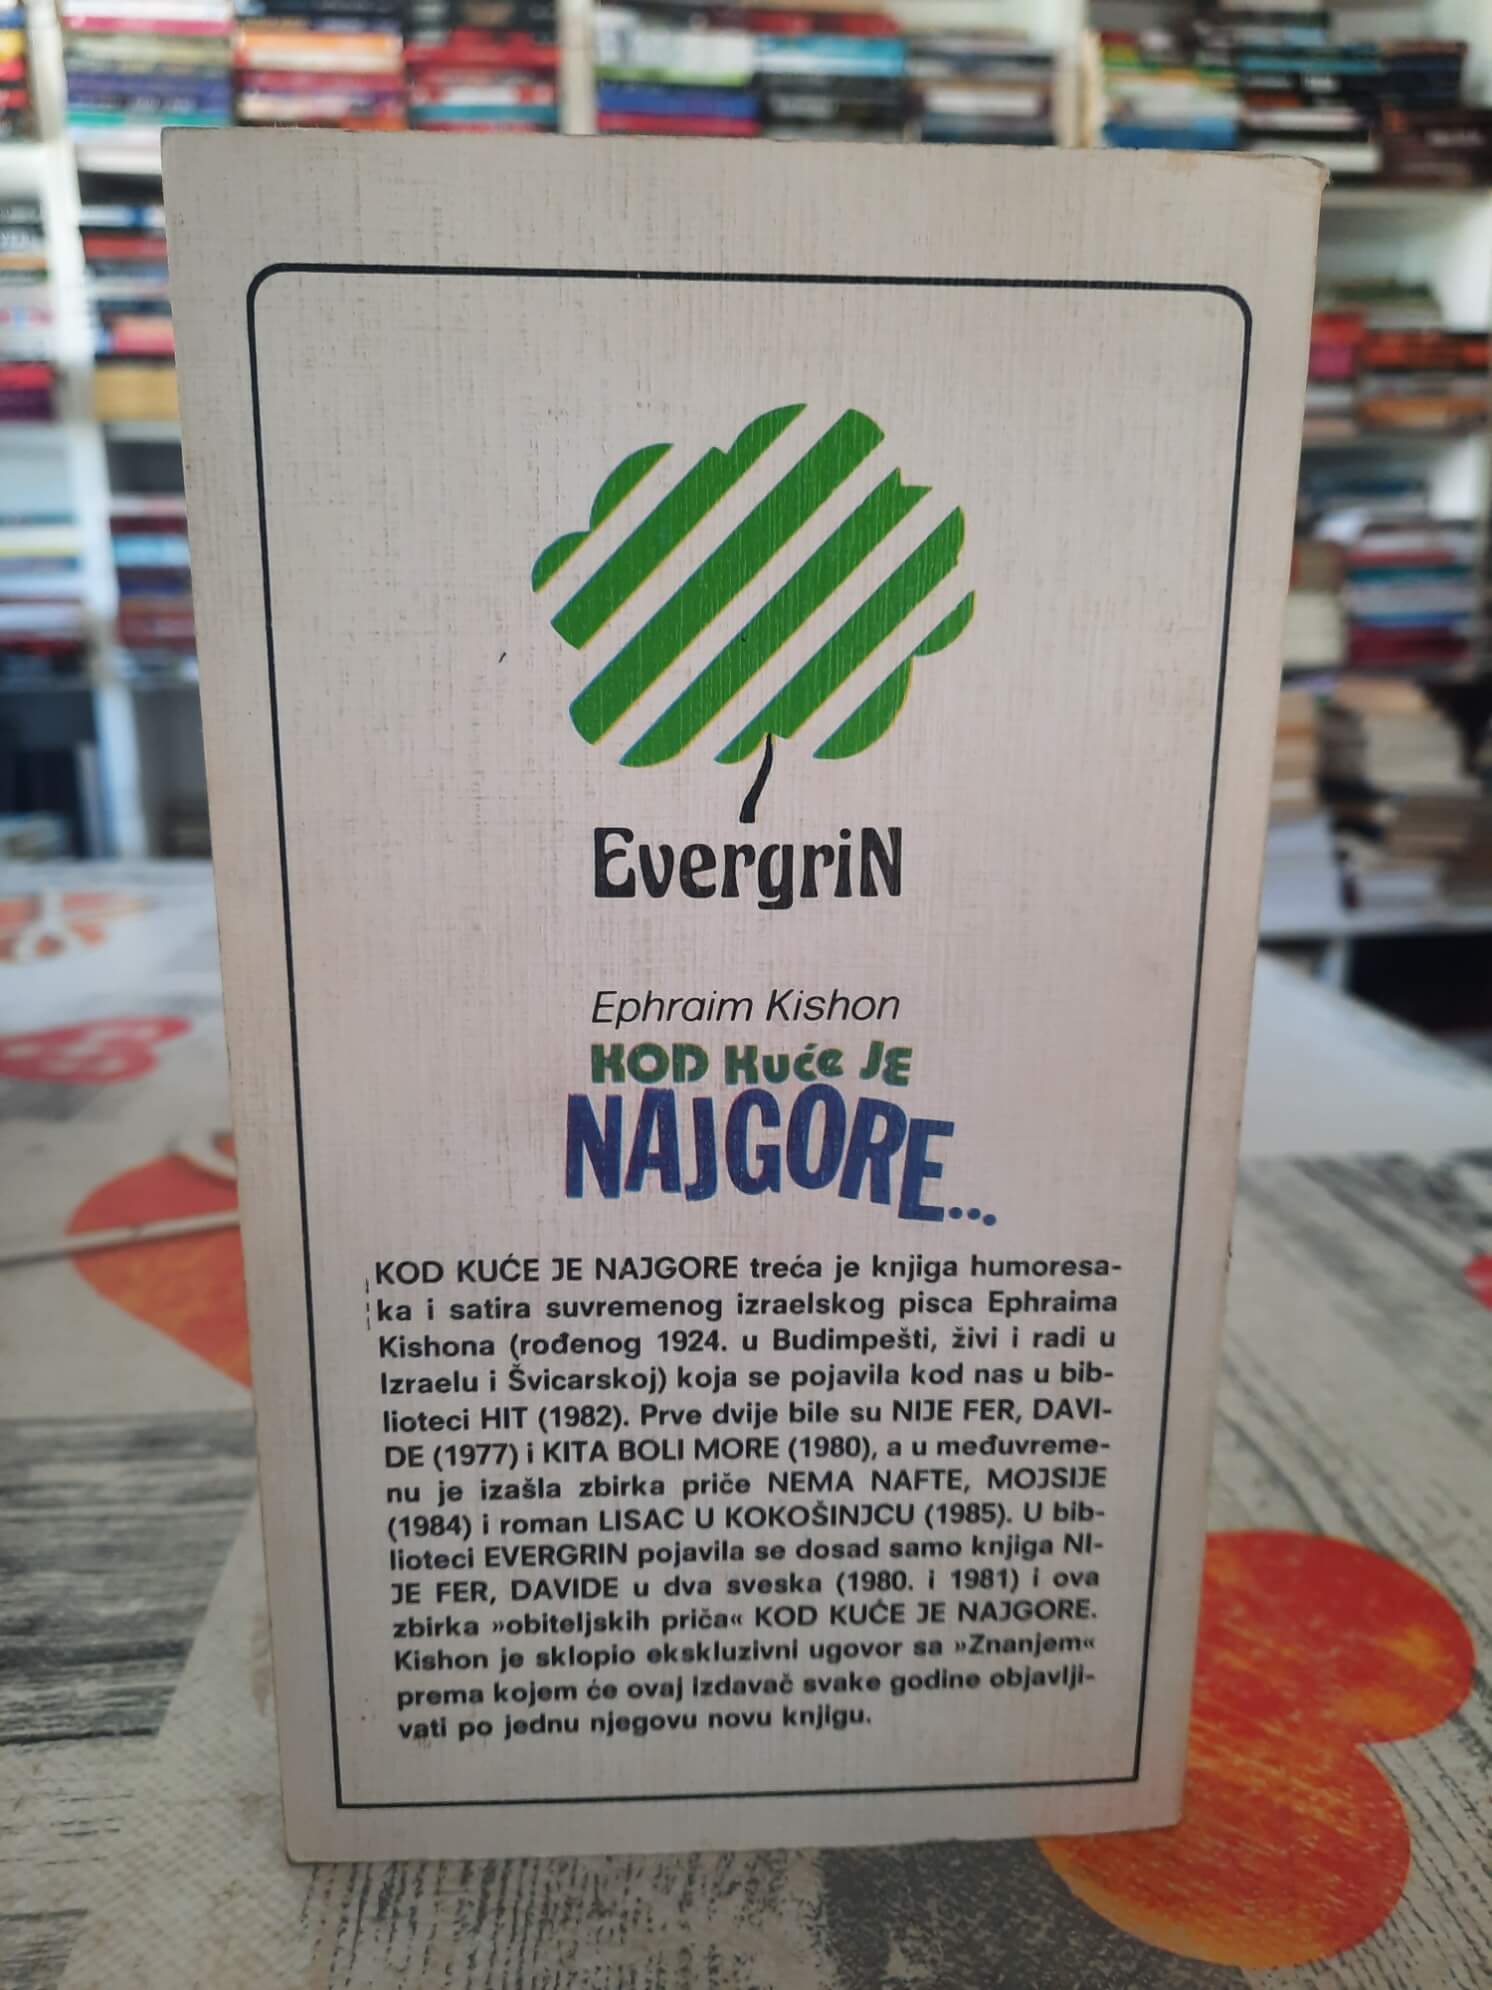 EvergriN
Ephraim Kishon
KOD Kuće JE
NAJGORE...
KOD KUĆE JE NAJGORE treća je knjiga humoresa-
ka i satira suvremenog izraelskog pisca Ephraima
Kishona (rođenog 1924. u Budimpešti, živi i radi u
Izraelu i Švicarskoj) koja se pojavila kod nas u bib-
lioteci HIT (1982). Prve dvije bile su NIJE FER, DAVI-
DE (1977) i KITA BOLI MORE (1980), a u međuvreme-
nu je izašla zbirka priče NEMA NAFTE, MOJSIJE
(1984) i roman LISAC U KOKOŠINJCU (1985). U bib-
lioteci EVERGRIN pojavila se dosad samo knjiga NI-
JE FER, DAVIDE u dva sveska (1980. i 1981) i ova
zbirka »obiteljskih priča« KOD KUĆE JE NAJGORE.
Kishon je sklopio ekskluzivni ugovor sa »Znanjem«
prema kojem će ovaj izdavač svake godine objavlji-
vati po jednu njegovu novu knjigu.